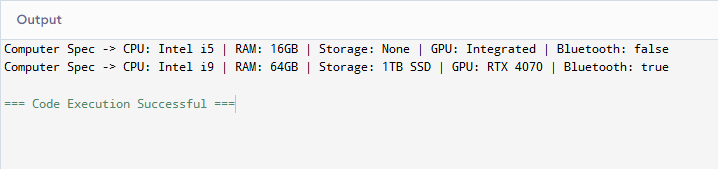 Output
Computer Spec -> CPU: Intel i5 | RAM: 16GB | Storage: None | GPU: Integrated | Bluetooth: false
Computer Spec -> CPU: Intel i9 | RAM: 64GB | Storage: 1TB SSD | GPU: RTX 4070 | Bluetooth: true
=== Code Execution Successful ===